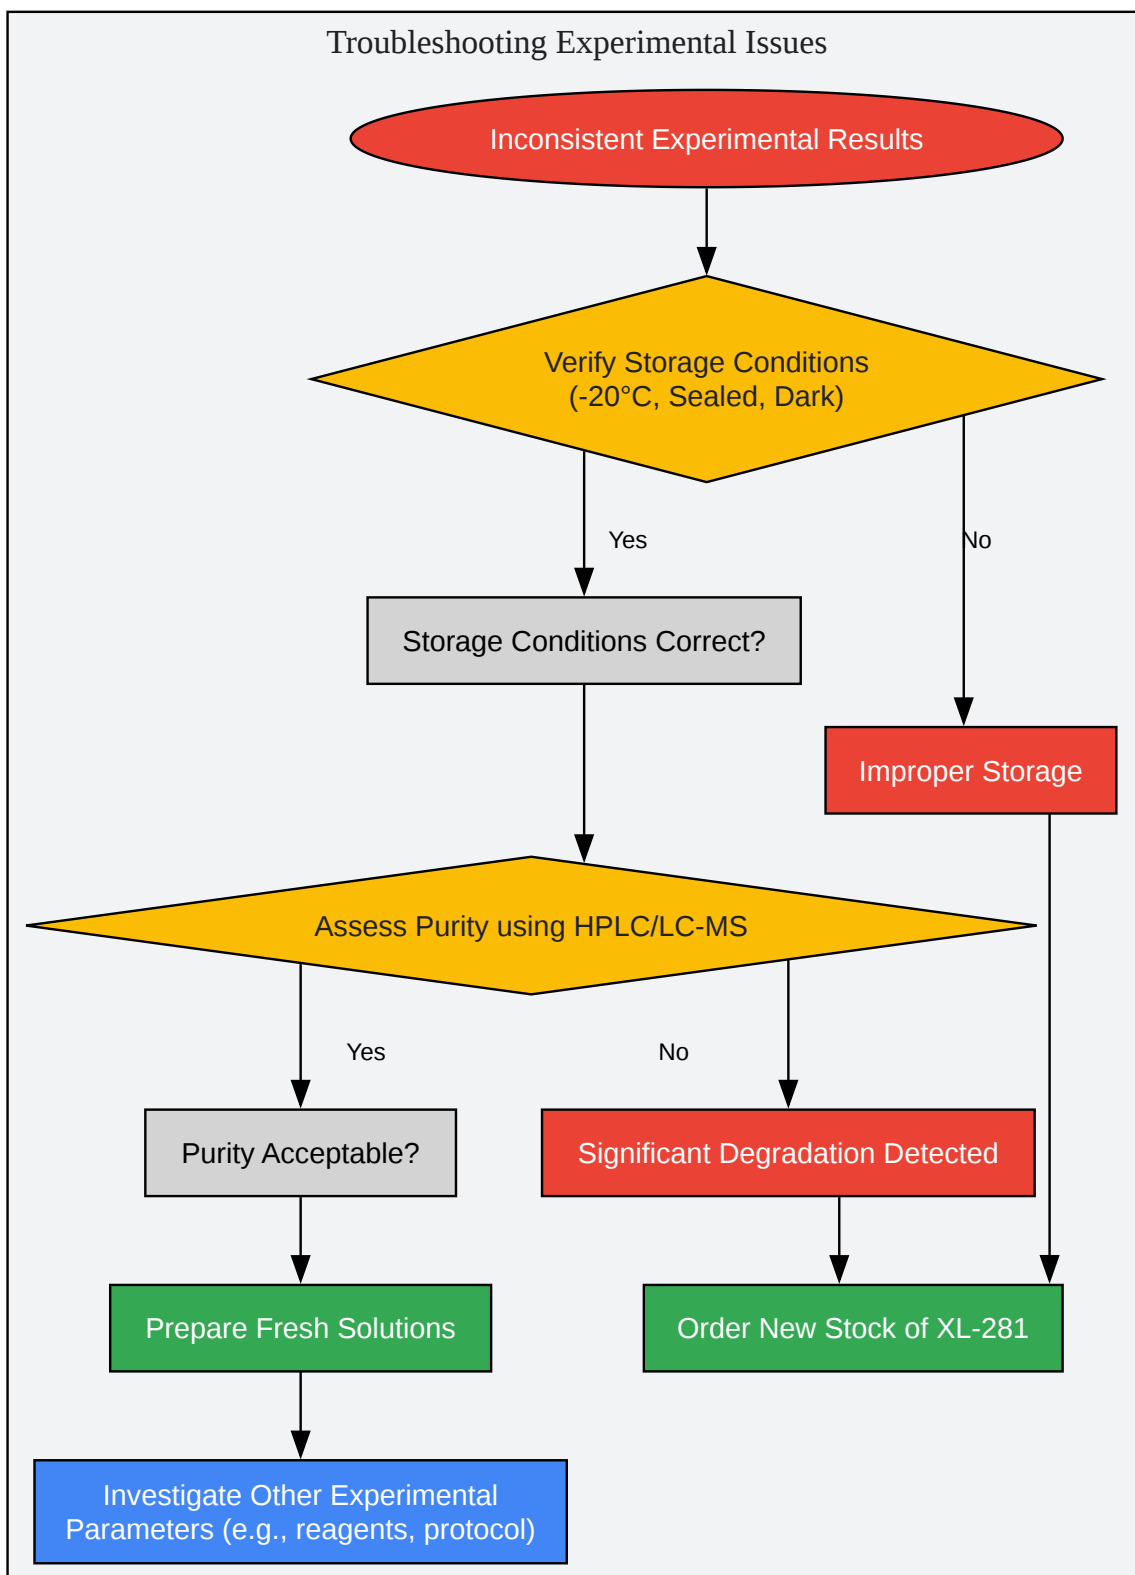 Troubleshooting Experimental Issues
Inconsistent Experimental Results
Verify Storage Conditions
(-20°C, Sealed, Dark)
Yes
No
Storage Conditions Correct?
Improper Storage
Assess Purity using HPLC/LC-MS
Yes
No
Purity Acceptable?
Significant Degradation Detected
Prepare Fresh Solutions
Order New Stock of XL-281
Investigate Other Experimental
Parameters (e.g., reagents, protocol)